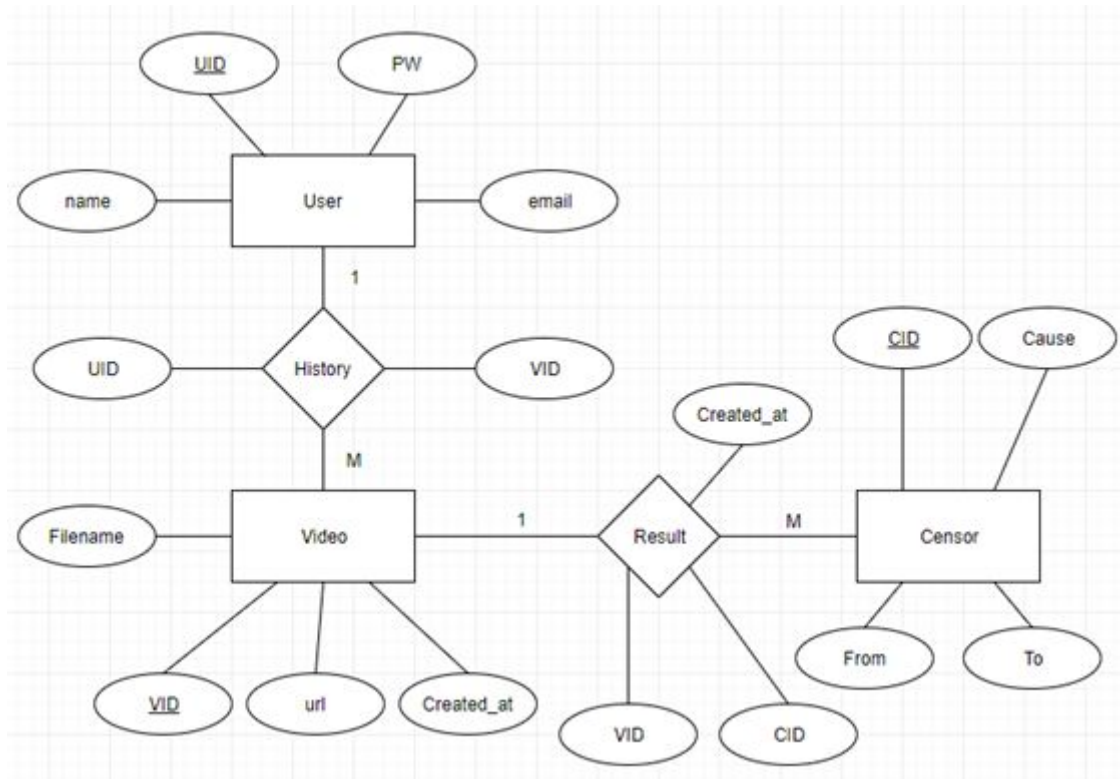 UID
PW
name
User
email
1
UID
History
VID
CID
Cause
Created_at
M
Filename
Video
1
Result
M
Censor
From
To
VID
url
Created_at
VID
CID